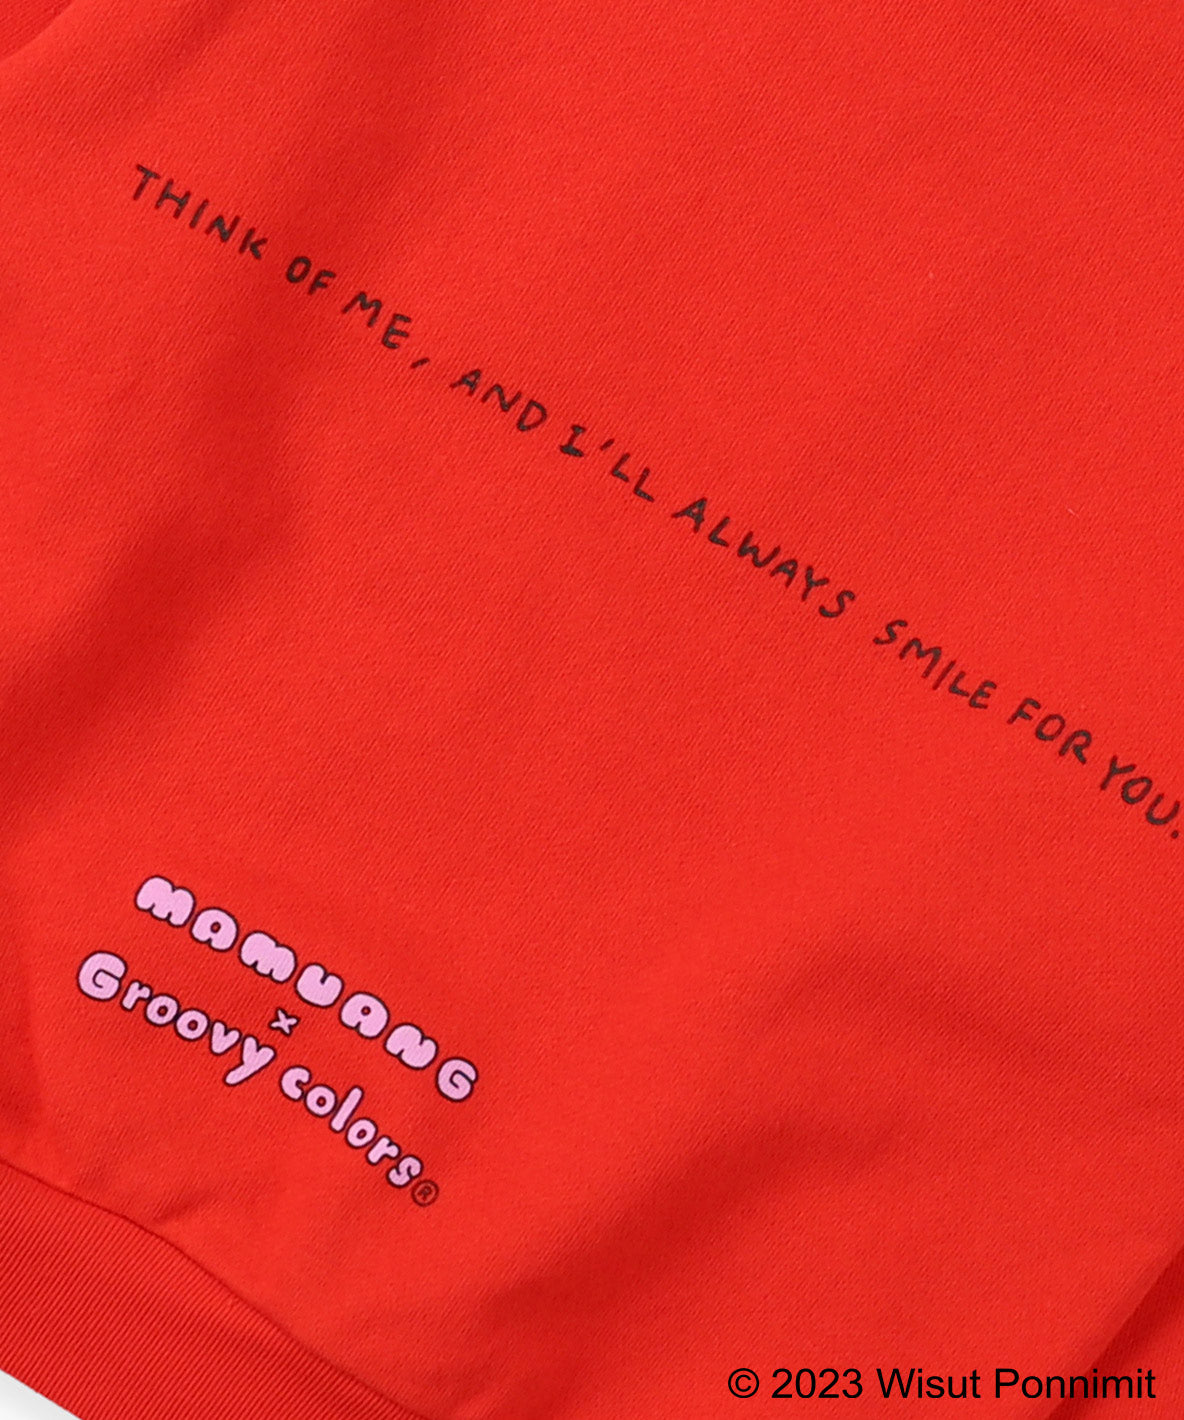 THINK OF ME, AND I'LL ALWAYS SMILE FOR YOU.
MAMUANG
×
Groovy colors®
© 2023 Wisut Ponnimit